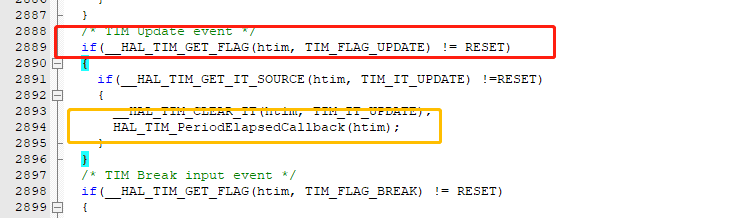 2887 }
2888 /* TIM Update event */
2889 if(__HAL_TIM_GET_FLAG(htim, TIM_FLAG_UPDATE) != RESET)
2890 {
2891 if(__HAL_TIM_GET_IT_SOURCE(htim, TIM_IT_UPDATE) !=RESET)
2892 {
2893 __HAL_TIM_CLEAR_IT(htim, TIM_IT_UPDATE);
2894 HAL_TIM_PeriodElapsedCallback(htim);
2895 }
2896 }
2897 /* TIM Break input event */
2898 if(__HAL_TIM_GET_FLAG(htim, TIM_FLAG_BREAK) != RESET)
2899 {